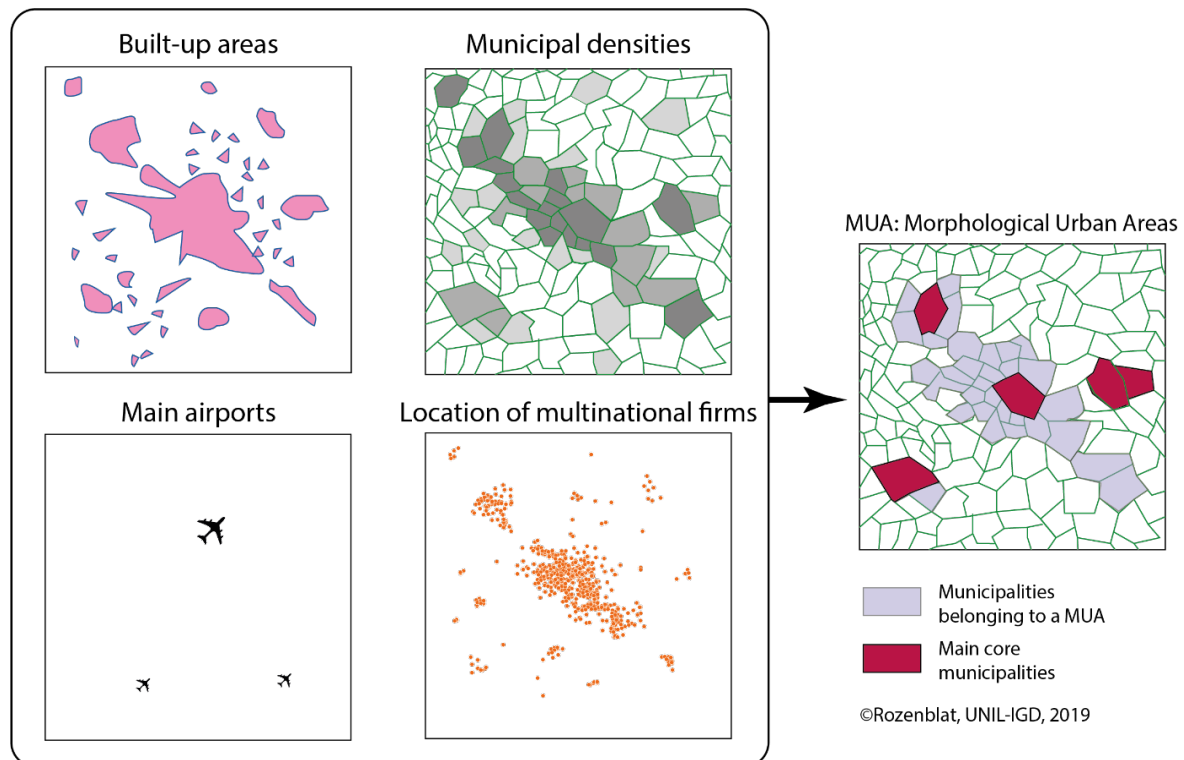 Built-up areas
Municipal densities
Main airports
Location of multinational firms
MUA: Morphological Urban Areas
Municipalities
belonging to a MUA
Main core
municipalities
©Rozenblat, UNIL-IGD, 2019